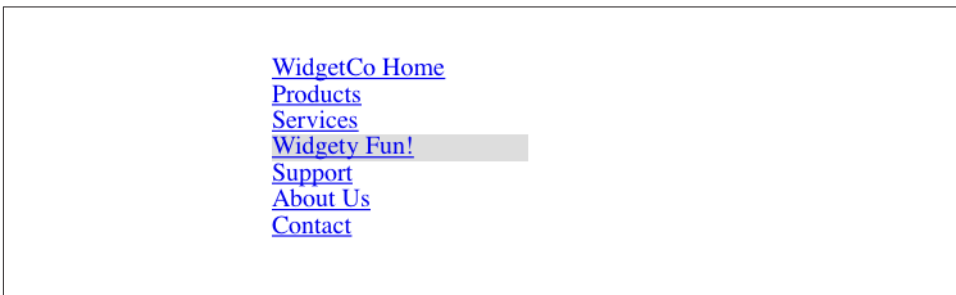 WidgetCo Home
Products
Services
Widgety Fun!
Support
About Us
Contact